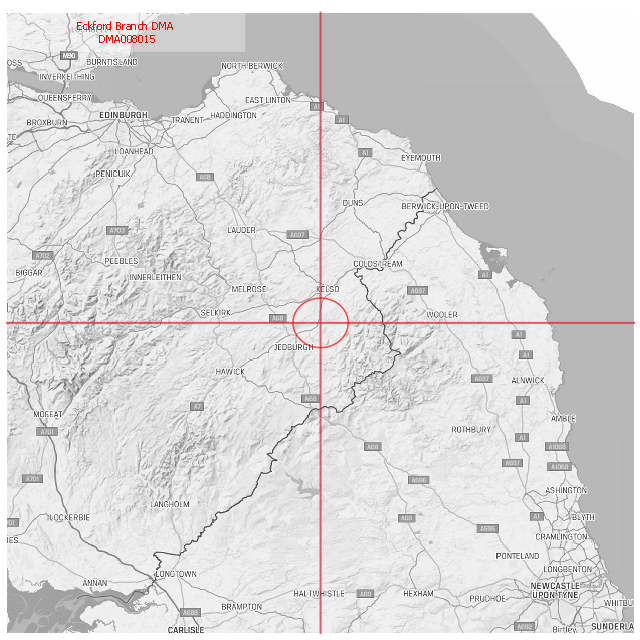 Eckford Branch DMA
DMA008015
M90
BURNTISLAND
OSS
INVERKEITHING
NORTH BERWICK
QUEENSFERRY
EAST LINTON
A1
EDINBURGH
HADDINGTON
BROXBURN
TRANENT
A1
LOANHEAD
A1
EYEMOUTH
PENICUIK
A68
DUNS
BERWICK-UPON-TWEED
A703
LAUDER
A697
A702
PEEBLES
COLDSTREAM
BIGGAR
INNERLEITHEN
A1
MELROSE
KELSO
A697
SELKIRK
A68
WOOLER
A1
JEDBURGH
A1
HAWICK
A697
ALNWICK
A68
A1
A7
MOFFAT
AMBLE
A701
ROTHBURY
A1
A68
A1068
A697
A1068
A701
A696
ASHINGTON
LANGHOLM
LOCKERBIE
A68
A1
BLYTH
A696
CRAMLINGTON
PONTELAND
LONGBENTON
LONGTOWN
ANNAN
NEWCASTLE
UPON TYNE
HALTWHISTLE
A69
HEXHAM
PRUDHOE
WHITBU
BRAMPTON
A689
CARLISLE
A692
Birtley
SUNDERLA